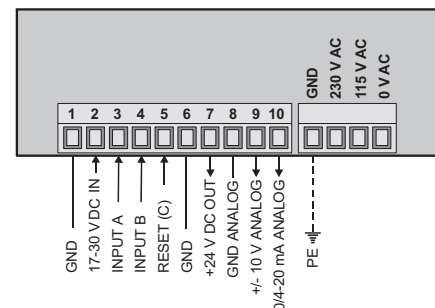 GND
230 V AC
115 V AC
0 V AC
1 2 3 4 5 6 7 8 9 10
GND
17-30 V DC IN
INPUT A
INPUT B
RESET (C)
GND
+24 V DC OUT
GND ANALOG
+/- 10 V ANALOG
0/4-20 mA ANALOG
PE